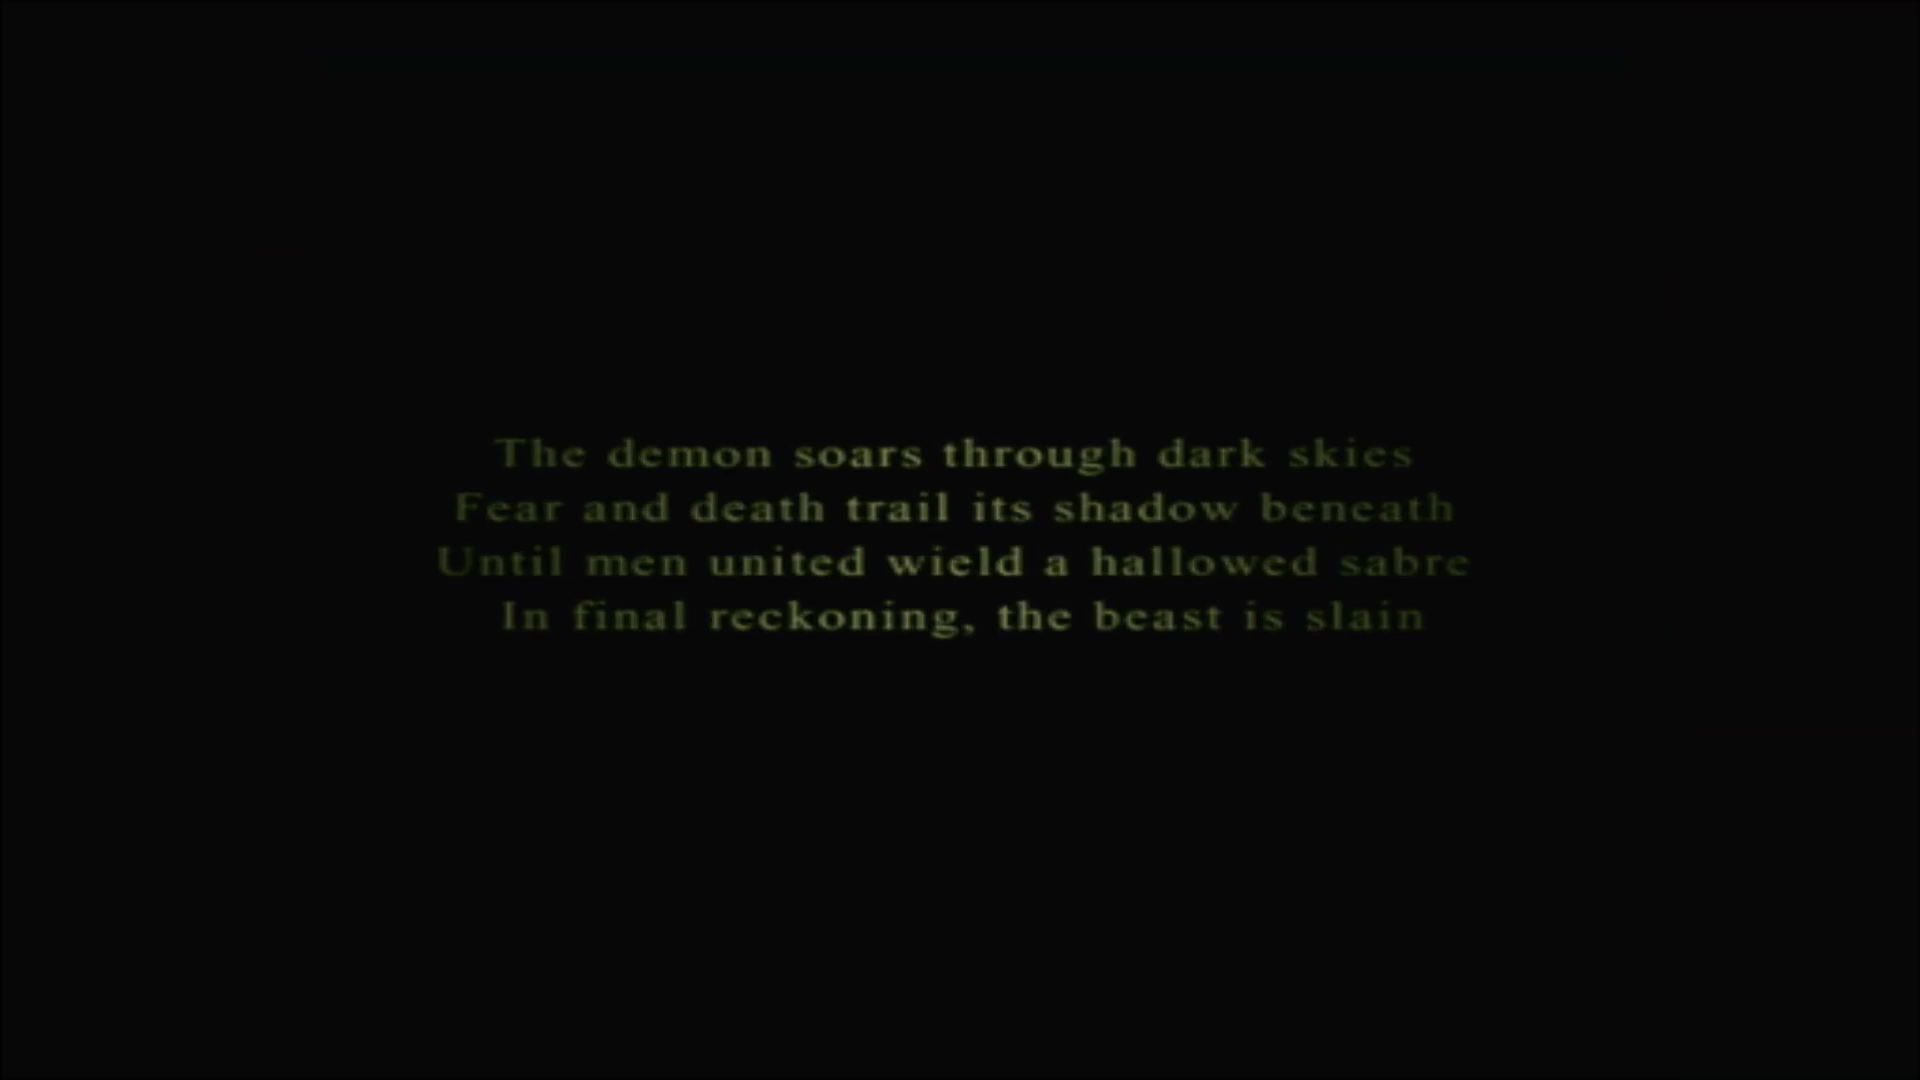 The demon soars through dark skies
Fear and death trail its shadow beneath
Until men united wield a hallowed sabre
In final reckoning, the beast is slain